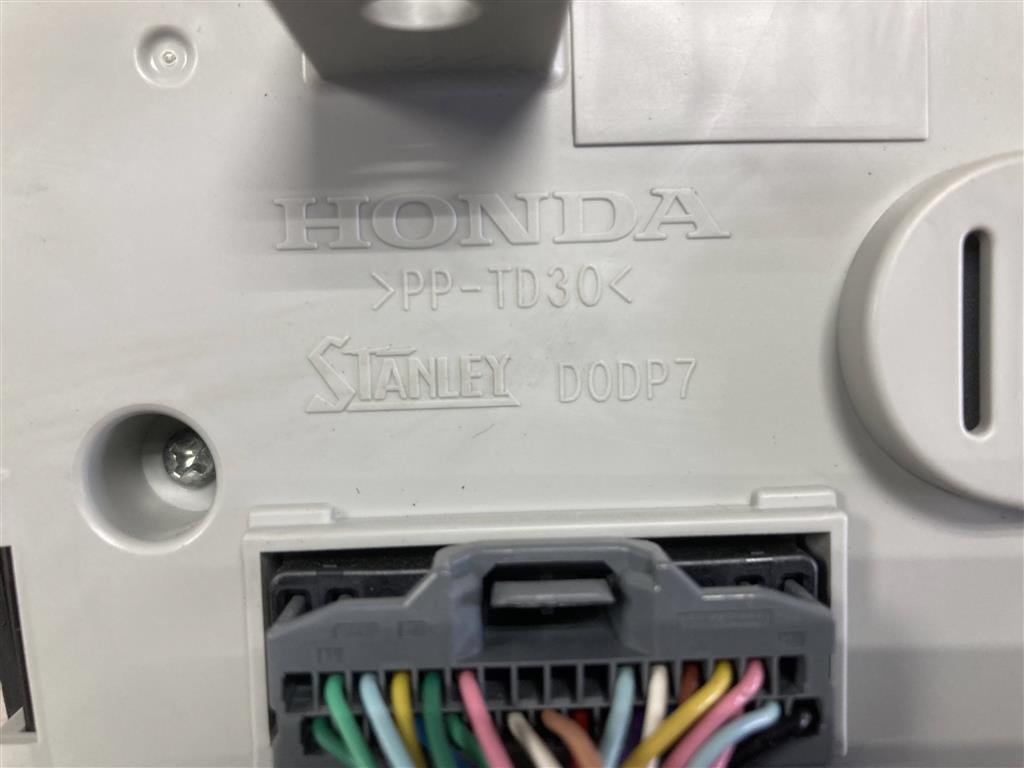 HONDA
>PP-TD30<
STANLEY D0DP7